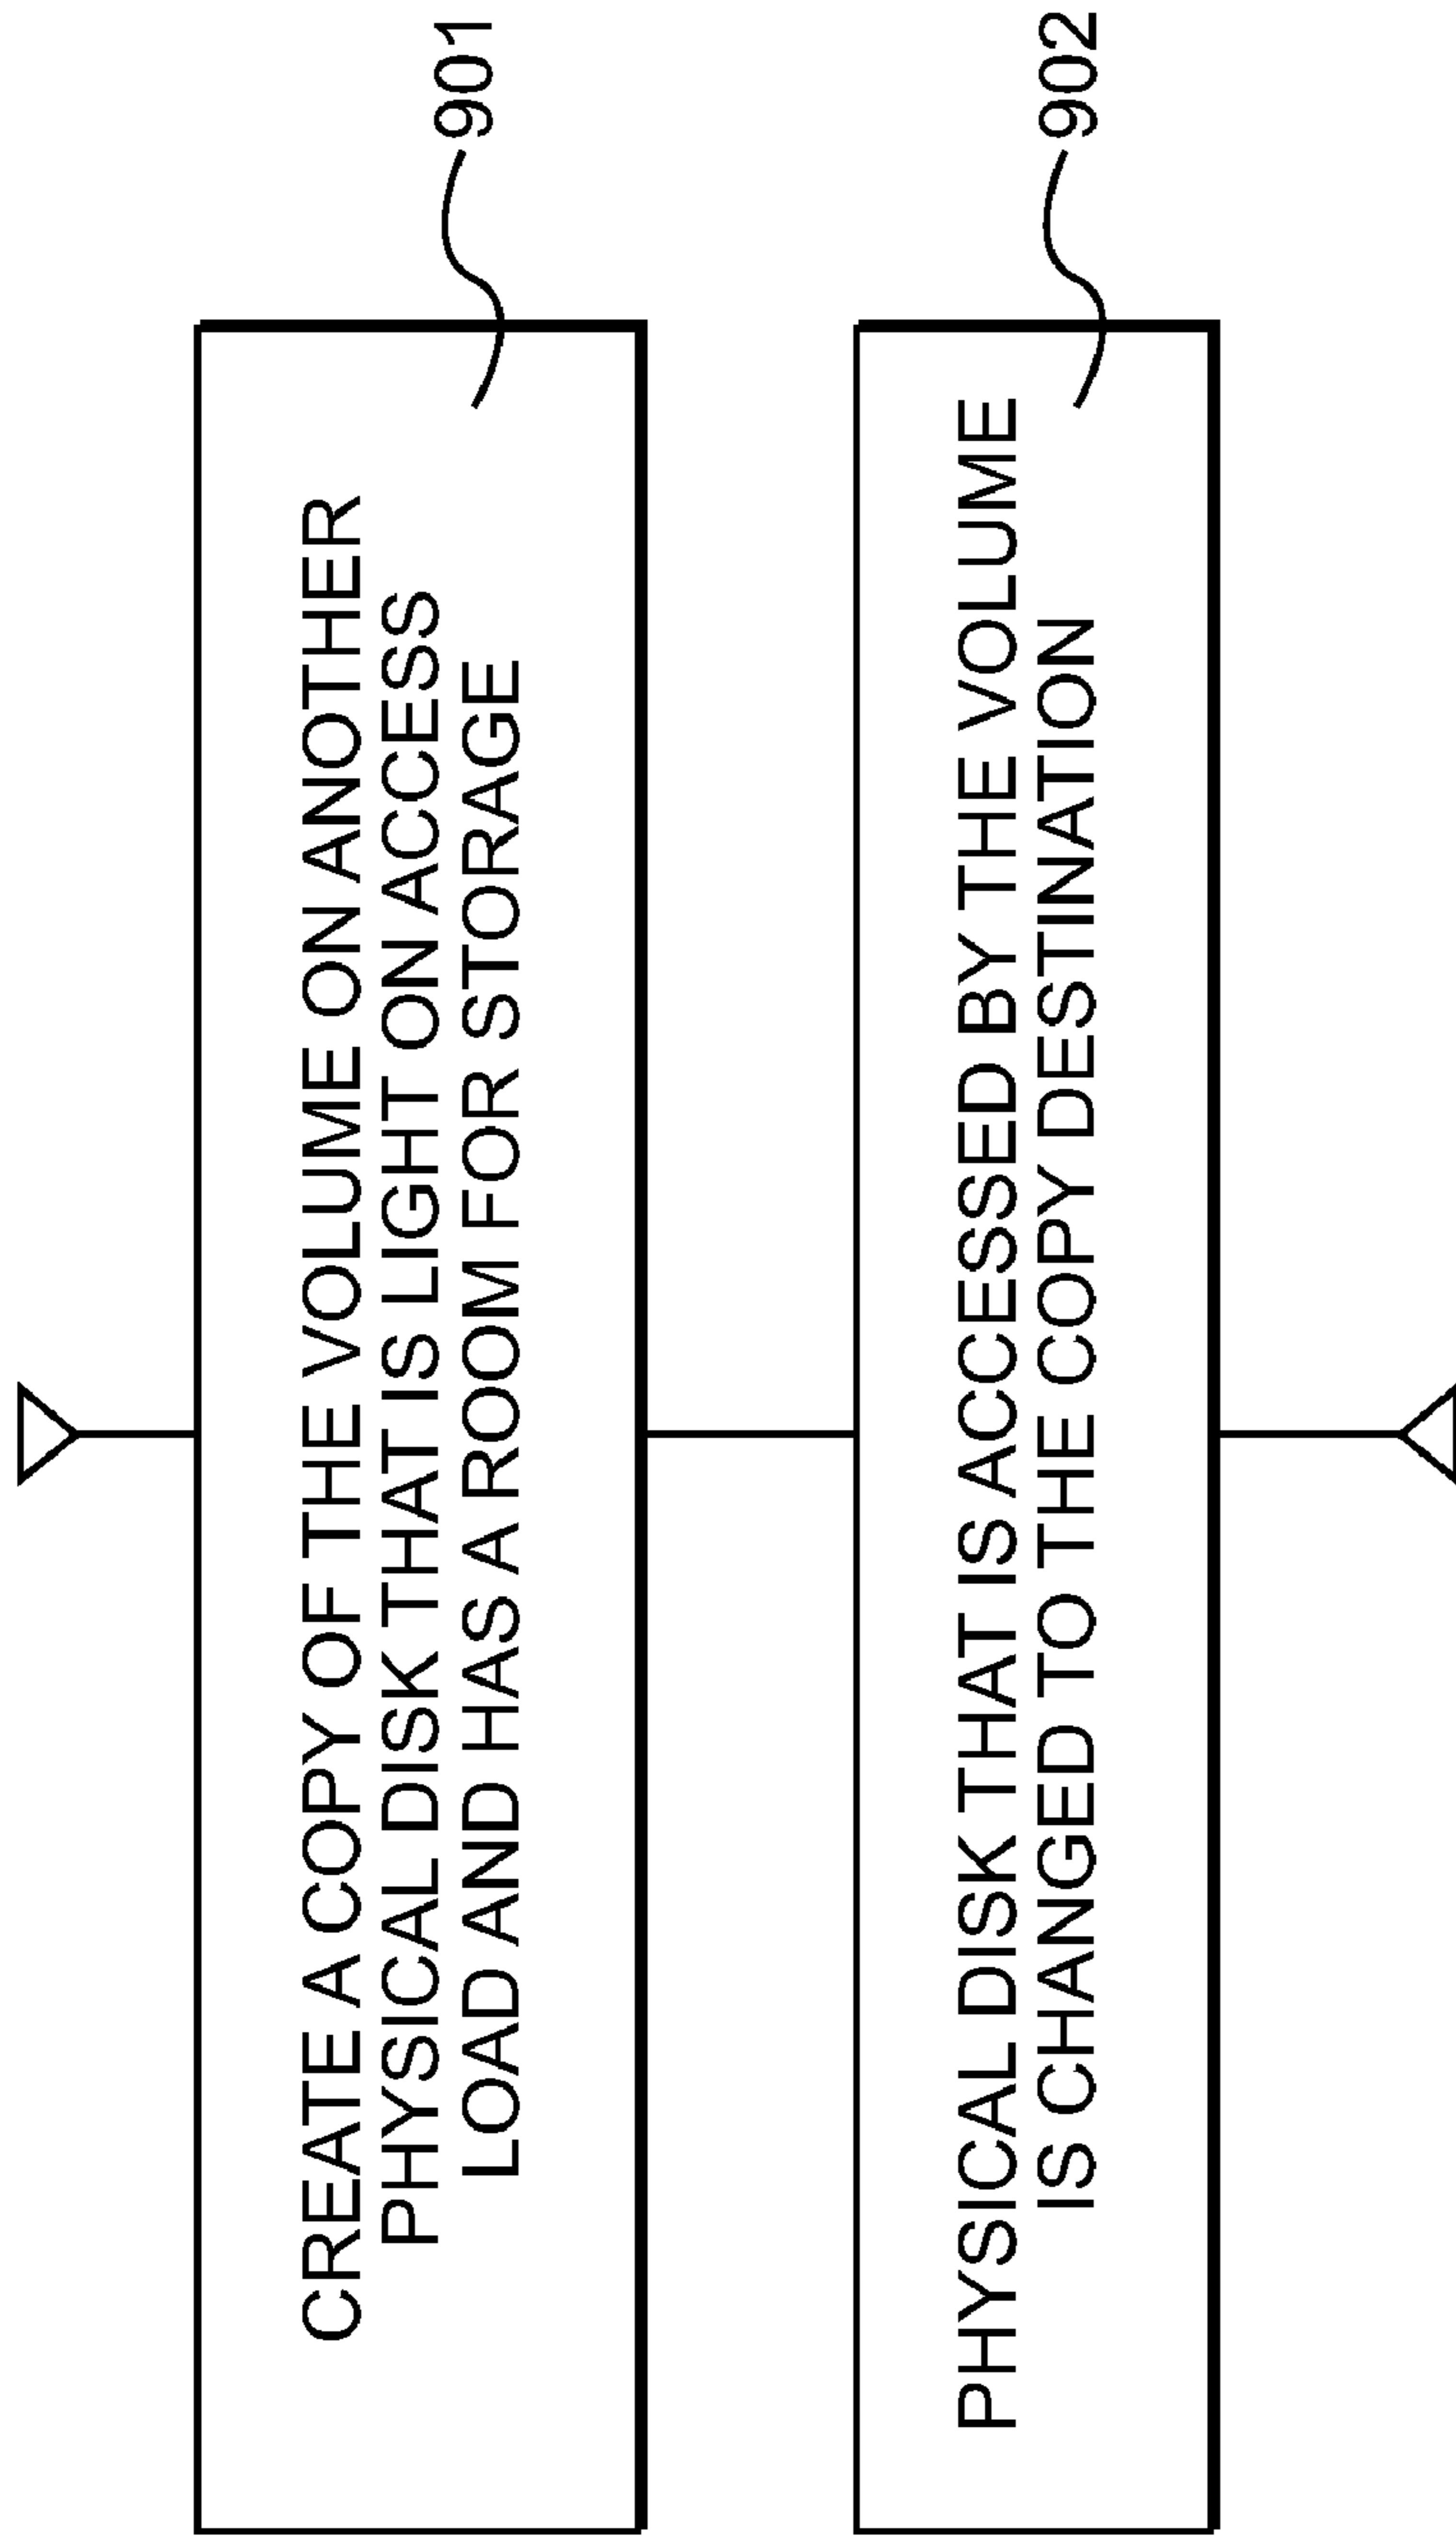 CREATE A COPY OF THE VOLUME ON ANOTHER
PHYSICAL DISK THAT IS LIGHT ON ACCESS
LOAD AND HAS A ROOM FOR STORAGE
901
PHYSICAL DISK THAT IS ACCESSED BY THE VOLUME
IS CHANGED TO THE COPY DESTINATION
902